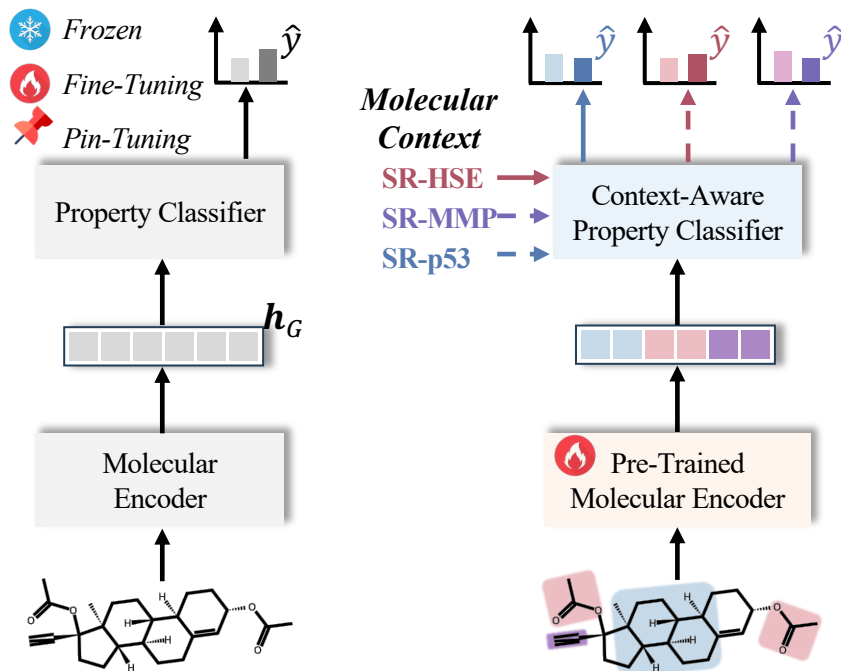 Frozen
Fine-Tuning
Pin-Tuning
ŷ
Property Classifier
h_G
Molecular
Encoder
O
O
H
H
H
H
O
O
ŷ
ŷ
ŷ
Molecular
Context
SR-HSE
SR-MMP
SR-p53
Context-Aware
Property Classifier
Pre-Trained
Molecular Encoder
O
O
H
H
H
H
O
O